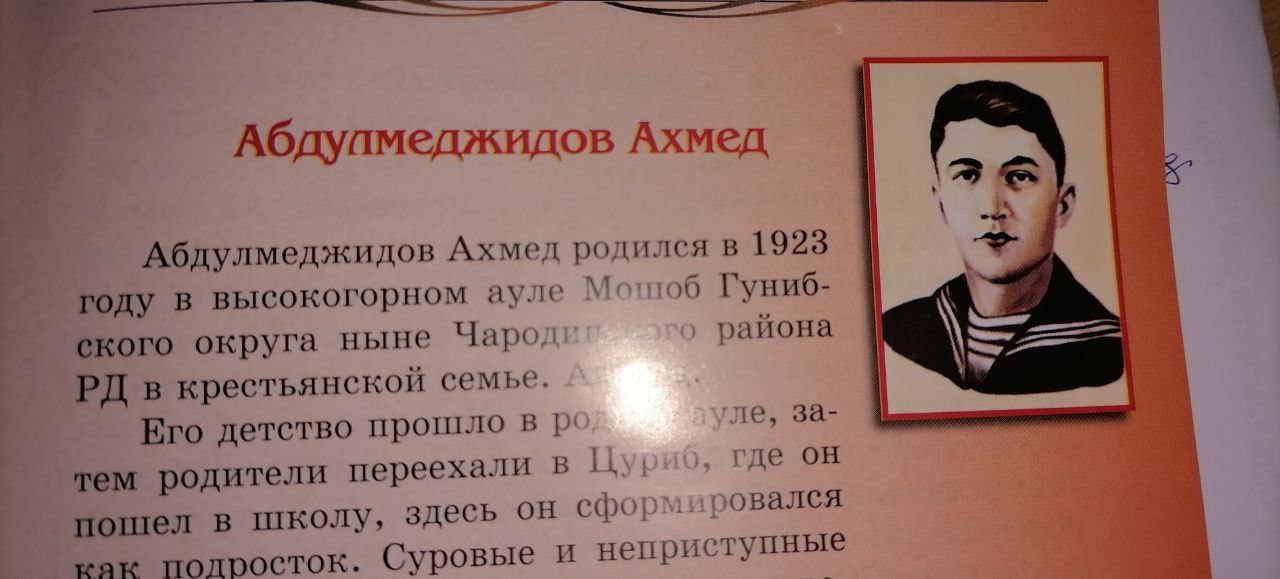 Абдулмеджидов Ахмед
Абдулмеджидов Ахмед родился в 1923
году в высокогорном ауле Мошоб Гуниб-
ского округа ныне Чародинского района
РД в крестьянской семье.
Его детство прошло в ауле, за-
тем родители переехали в Цуриб, где он
пошел в школу, здесь он сформировался
как подросток. Суровые и неприступные